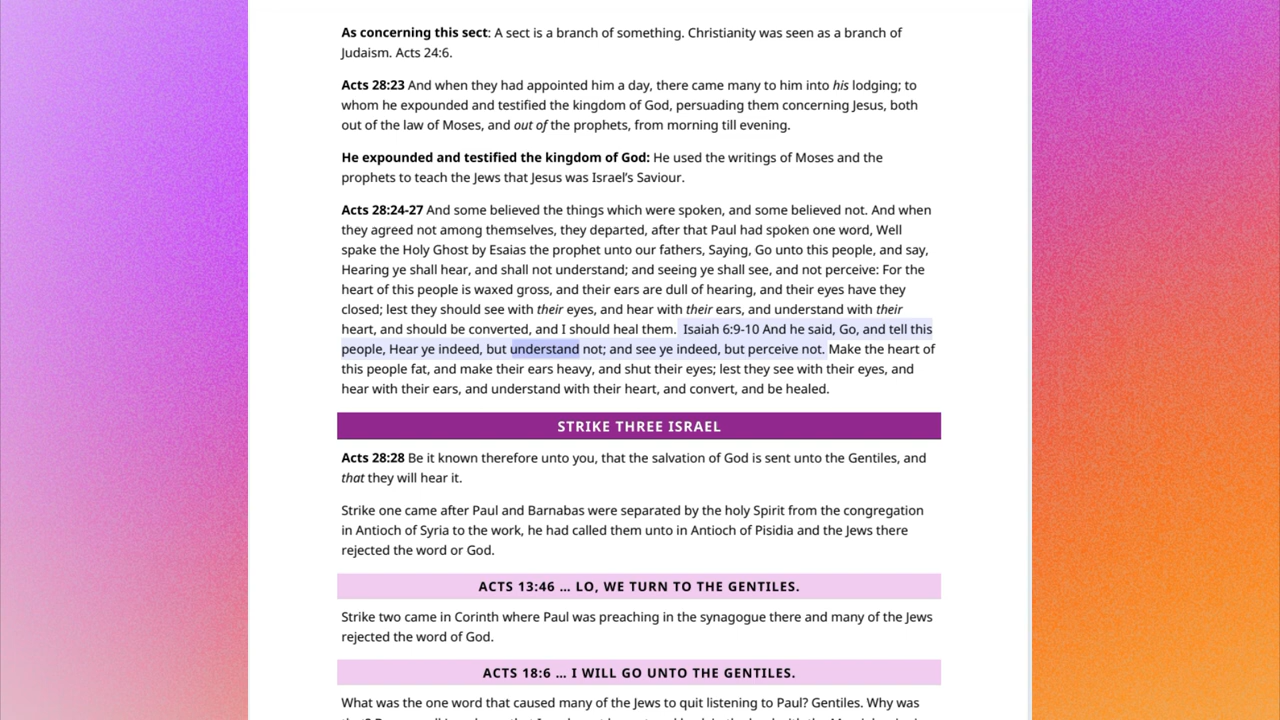 As concerning this sect: A sect is a branch of something. Christianity was seen as a branch of
Judaism. Acts 24:6.
Acts 28:23 And when they had appointed him a day, there came many to him into his lodging; to
whom he expounded and testified the kingdom of God, persuading them concerning Jesus, both
out of the law of Moses, and out of the prophets, from morning till evening.
He expounded and testified the kingdom of God: He used the writings of Moses and the
prophets to teach the Jews that Jesus was Israel’s Saviour.
Acts 28:24-27 And some believed the things which were spoken, and some believed not. And when
they agreed not among themselves, they departed, after that Paul had spoken one word, Well
spake the Holy Ghost by Esaias the prophet unto our fathers, Saying, Go unto this people, and say,
Hearing ye shall hear, and shall not understand; and seeing ye shall see, and not perceive: For the
heart of this people is waxed gross, and their ears are dull of hearing, and their eyes have they
closed; lest they should see with their eyes, and hear with their ears, and understand with their
heart, and should be converted, and I should heal them. Isaiah 6:9-10 And he said, Go, and tell this
people, Hear ye indeed, but understand not; and see ye indeed, but perceive not. Make the heart of
this people fat, and make their ears heavy, and shut their eyes; lest they see with their eyes, and
hear with their ears, and understand with their heart, and convert, and be healed.
STRIKE THREE ISRAEL
Acts 28:28 Be it known therefore unto you, that the salvation of God is sent unto the Gentiles, and
that they will hear it.
Strike one came after Paul and Barnabas were separated by the holy Spirit from the congregation
in Antioch of Syria to the work, he had called them unto in Antioch of Pisidia and the Jews there
rejected the word or God.
ACTS 13:46 … LO, WE TURN TO THE GENTILES.
Strike two came in Corinth where Paul was preaching in the synagogue there and many of the Jews
rejected the word of God.
ACTS 18:6 … I WILL GO UNTO THE GENTILES.
What was the one word that caused many of the Jews to quit listening to Paul? Gentiles. Why was